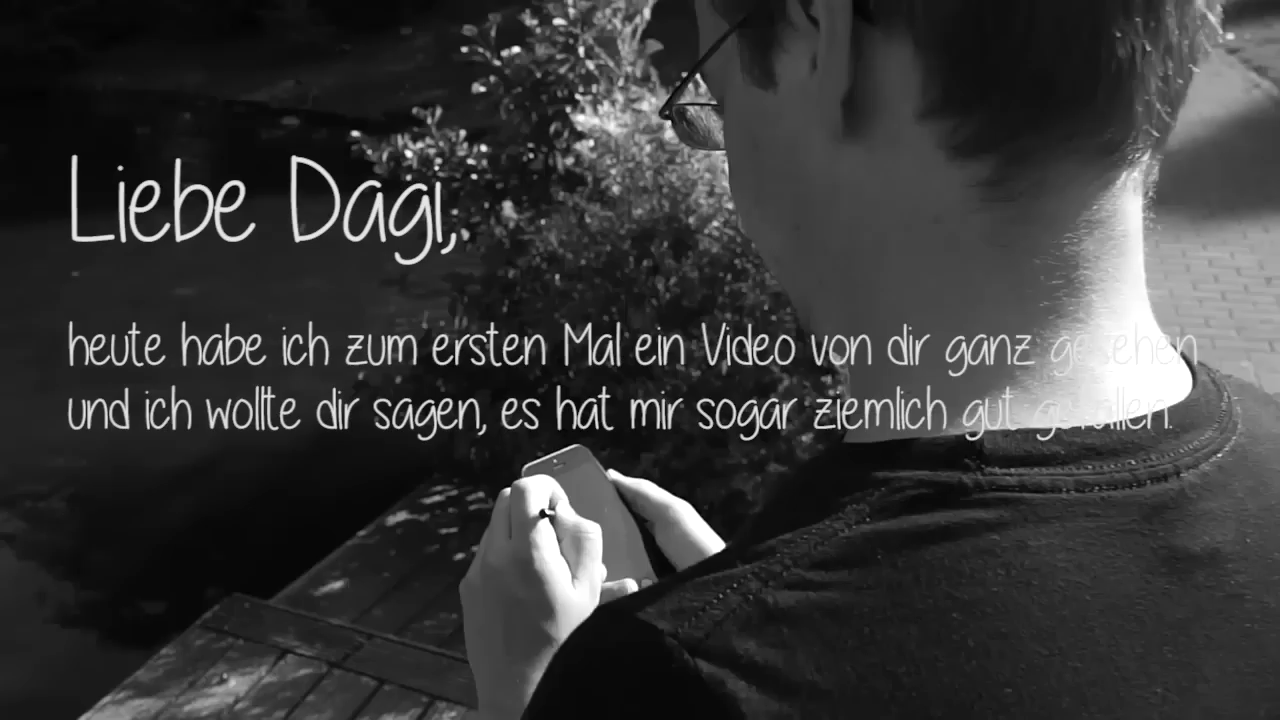 Liebe Dagi,
heute habe ich zum ersten Mal ein Video von dir ganz gesehen
und ich wollte dir sagen, es hat mir sogar ziemlich gut gefallen.